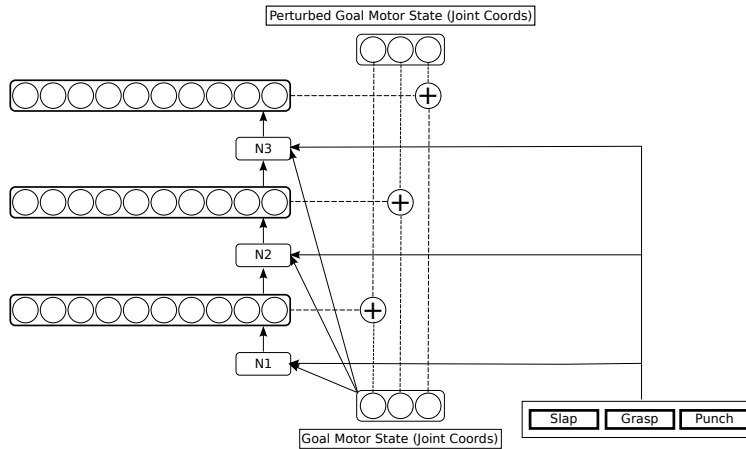 Perturbed Goal Motor State (Joint Coords)
+
N3
+
N2
+
N1
Slap Grasp Punch
Goal Motor State (Joint Coords)